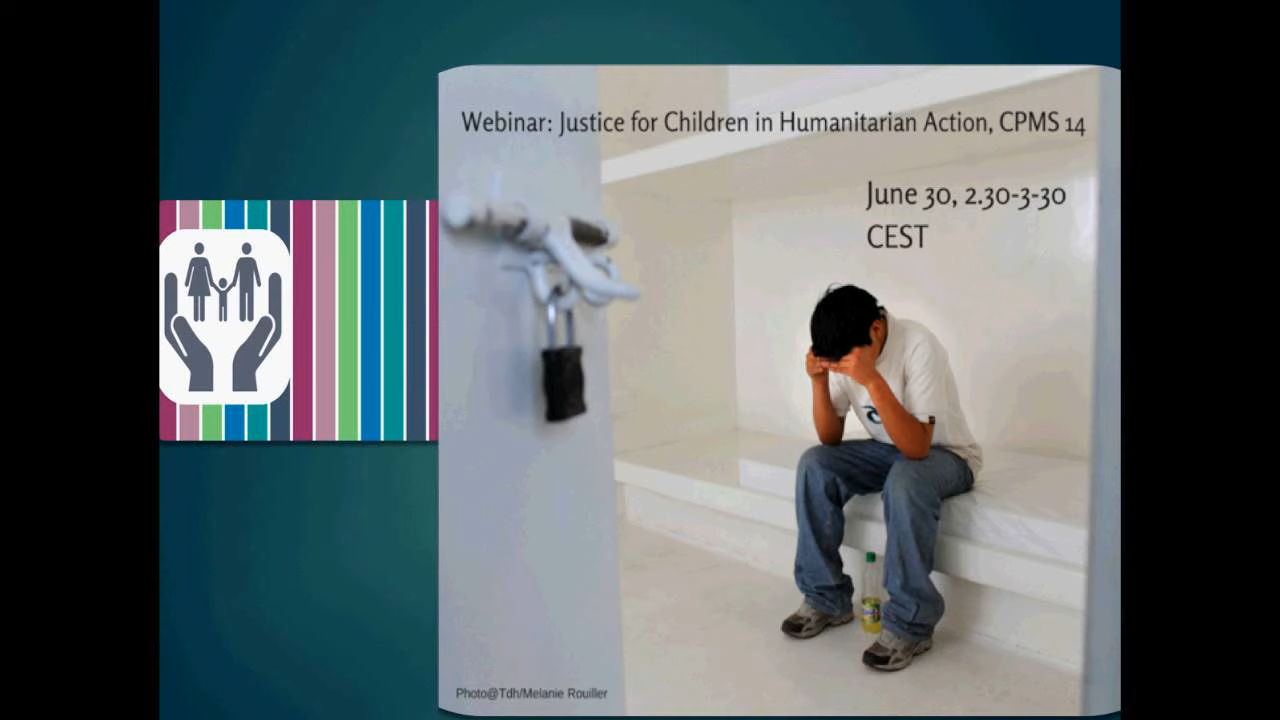 Webinar: Justice for Children in Humanitarian Action, CPMS 14
June 30, 2.30-3-30
CEST
Photo@Tdh/Melanie Rouiller